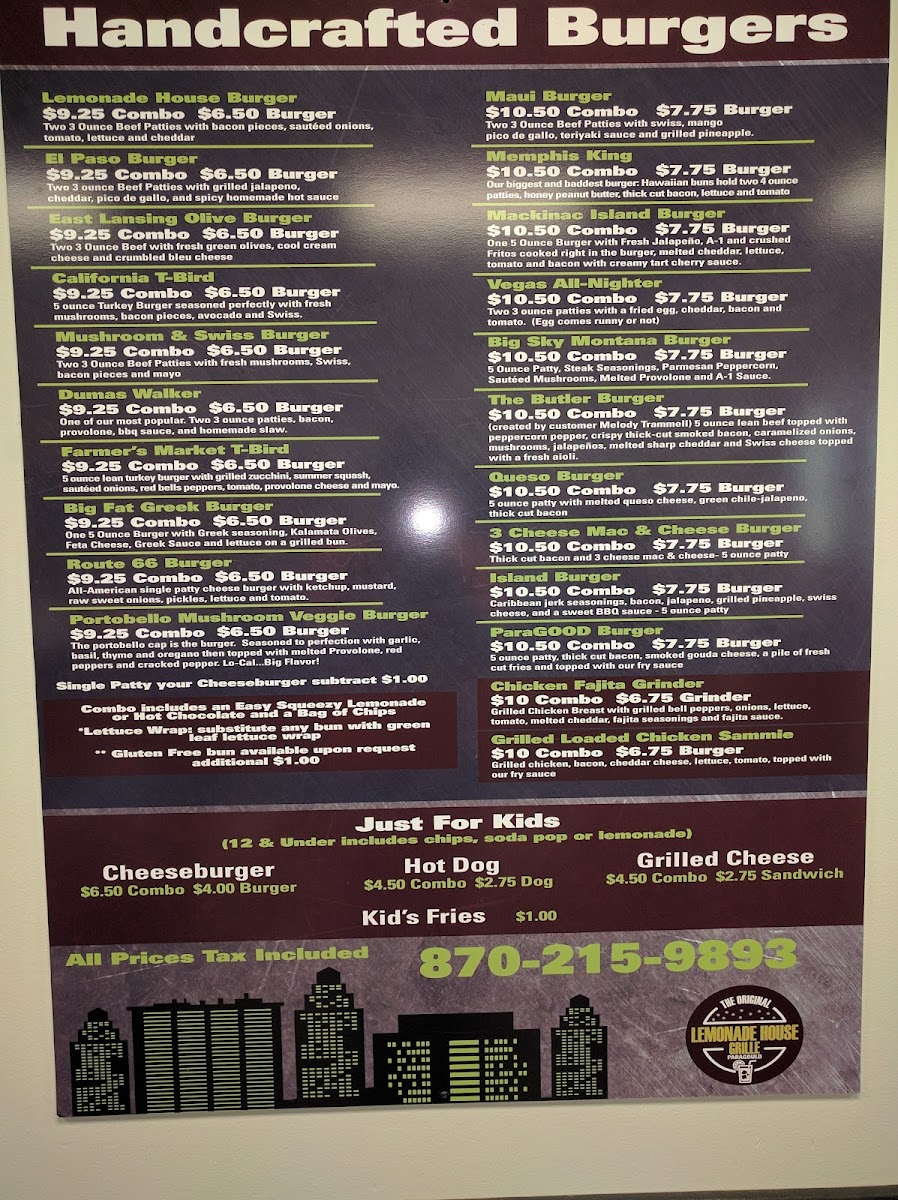 Handcrafted Burgers
Lemonade House Burger
$9.25 Combo $6.50 Burger
Two 3 Ounce Beef Patties with bacon pieces, sautéed onions,
tomato, lettuce and cheddar
El Paso Burger
$9.25 Combo $6.50 Burger
Two 3 ounce Beef Patties with grilled jalapeno,
cheddar, pico de gallo, and spicy homemade hot sauce
East Lansing Olive Burger
$9.25 Combo $6.50 Burger
Two 3 Ounce Beef with fresh green olives, cool cream
cheese and crumbled bleu cheese
California T-Bird
$9.25 Combo $6.50 Burger
5 ounce Turkey Burger seasoned perfectly with fresh
mushrooms, bacon pieces, avocado and Swiss.
Mushroom & Swiss Burger
$9.25 Combo $6.50 Burger
Two 3 Ounce Beef Patties with fresh mushrooms, Swiss,
bacon pieces and mayo
Dumas Walker
$9.25 Combo $6.50 Burger
One of our most popular. Two 3 ounce patties, bacon,
provolone, bbq sauce, and homemade slaw.
Farmer's Market T-Bird
$9.25 Combo $6.50 Burger
5 ounce lean turkey burger with grilled zucchini, summer squash,
sautéed onions, red bells peppers, tomato, provolone cheese and mayo.
Big Fat Greek Burger
$9.25 Combo $6.50 Burger
One 5 Ounce Burger with Greek seasoning, Kalamata Olives,
Feta Cheese, Greek Sauce and lettuce on a grilled bun.
Route 66 Burger
$9.25 Combo $6.50 Burger
All-American single patty cheese burger with ketchup, mustard,
raw sweet onions, pickles, lettuce and tomato.
Portobello Mushroom Veggie Burger
$9.25 Combo $6.50 Burger
The portobello cap is the burger. Seasoned to perfection with garlic,
basil, thyme and oregano then topped with melted Provolone, red
peppers and cracked pepper. Lo-Cal...Big Flavor!
Single Patty your Cheeseburger subtract $1.00
Combo includes an Easy Squeezy Lemonade
or Hot Chocolate and a Bag of Chips
*Lettuce Wrap: substitute any bun with green
leaf lettuce wrap
** Gluten Free bun available upon request
additional $1.00
Maui Burger
$10.50 Combo $7.75 Burger
Two 3 Ounce Beef Patties with swiss, mango
pico de gallo, teriyaki sauce and grilled pineapple.
Memphis King
$10.50 Combo $7.75 Burger
Our biggest and baddest burger: Hawaiian buns hold two 4 ounce
patties, honey peanut butter, thick cut bacon, lettuce and tomato
Mackinac Island Burger
$10.50 Combo $7.75 Burger
One 5 Ounce Burger with Fresh Jalapeño, A-1 and crushed
Fritos cooked right in the burger, melted cheddar, lettuce,
tomato and bacon with creamy tart cherry sauce.
Vegas All-Nighter
$10.50 Combo $7.75 Burger
Two 3 ounce patties with a fried egg, cheddar, bacon and
tomato. (Egg comes runny or not)
Big Sky Montana Burger
$10.50 Combo $7.75 Burger
5 Ounce Patty, Steak Seasonings, Parmesan Peppercorn,
Sautéed Mushrooms, Melted Provolone and A-1 Sauce.
The Butler Burger
$10.50 Combo $7.75 Burger
(created by customer Melody Trammell) 5 ounce lean beef topped with
peppercorn pepper, crispy thick-cut smoked bacon, caramelized onions,
mushrooms, jalapeños, melted sharp cheddar and Swiss cheese topped
with a fresh aioli.
Queso Burger
$10.50 Combo $7.75 Burger
5 ounce patty with melted queso cheese, green chile-jalapeno,
thick cut bacon
3 Cheese Mac & Cheese Burger
$10.50 Combo $7.75 Burger
Thick cut bacon and 3 cheese mac & cheese- 5 ounce patty
Island Burger
$10.50 Combo $7.75 Burger
Caribbean jerk seasonings, bacon, jalapeno, grilled pineapple, swiss
cheese, and a sweet BBQ sauce - 5 ounce patty
ParaGOOD Burger
$10.50 Combo $7.75 Burger
5 ounce patty, thick cut bacon, smoked gouda cheese, a pile of fresh
cut fries and topped with our fry sauce
Chicken Fajita Grinder
$10 Combo $6.75 Grinder
Grilled Chicken Breast with grilled bell peppers, onions, lettuce,
tomato, melted cheddar, fajita seasonings and fajita sauce.
Grilled Loaded Chicken Sammie
$10 Combo $6.75 Burger
Grilled chicken, bacon, cheddar cheese, lettuce, tomato, topped with
our fry sauce
Just For Kids
(12 & Under includes chips, soda pop or lemonade)
Cheeseburger
$6.50 Combo $4.00 Burger
Hot Dog
$4.50 Combo $2.75 Dog
Grilled Cheese
$4.50 Combo $2.75 Sandwich
Kid's Fries $1.00
All Prices Tax Included
870-215-9893
THE ORIGINAL
LEMONADE HOUSE
GRILLE
PARAGOULD